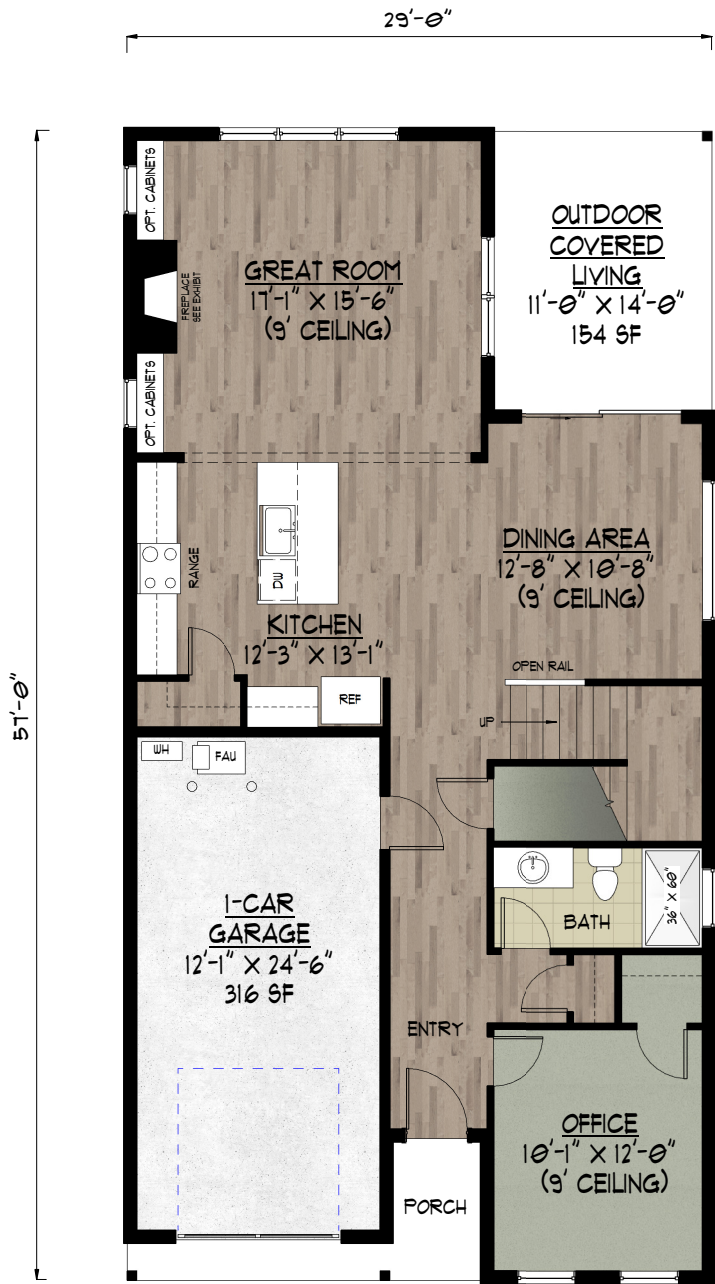 29'-0"
57'-0"
OPT. CABINETS
FIREPLACE
SEE EXHIBIT
OPT. CABINETS
GREAT ROOM
17'-1" X 15'-6"
(9' CEILING)
OUTDOOR
COVERED
LIVING
11'-0" X 14'-0"
154 SF
RANGE
DW
KITCHEN
12'-3" X 13'-1"
DINING AREA
12'-8" X 10'-8"
(9' CEILING)
OPEN RAIL
REF
UP
WH
FAU
1-CAR
GARAGE
12'-1" X 24'-6"
316 SF
BATH
36" X 60"
ENTRY
OFFICE
10'-1" X 12'-0"
(9' CEILING)
PORCH